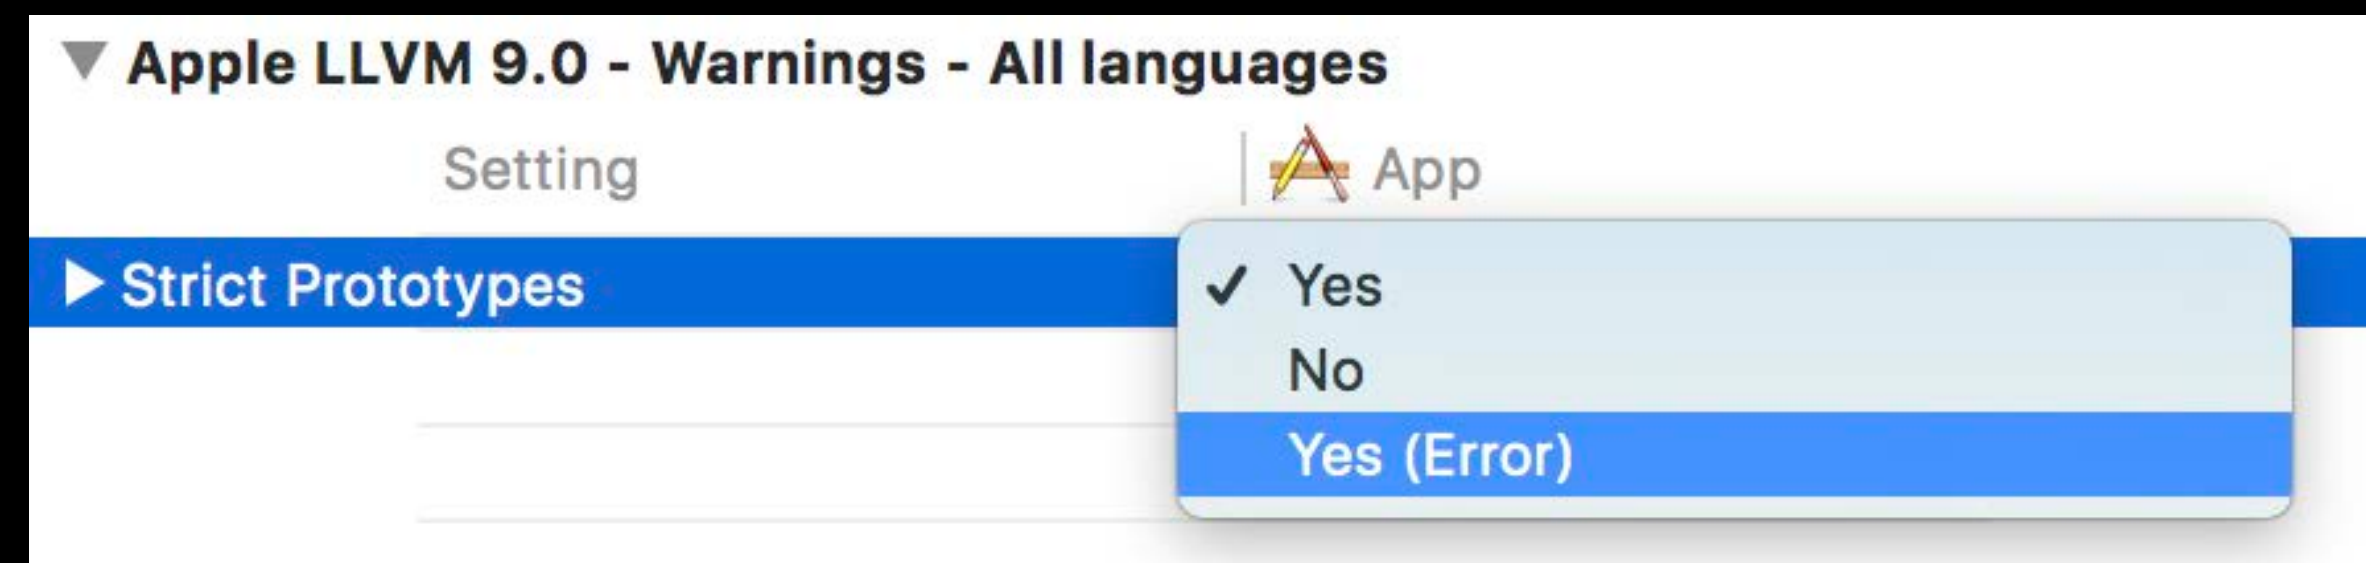 Apple LLVM 9.0 - Warnings - All languages
Setting App
Strict Prototypes Yes
No
Yes (Error)